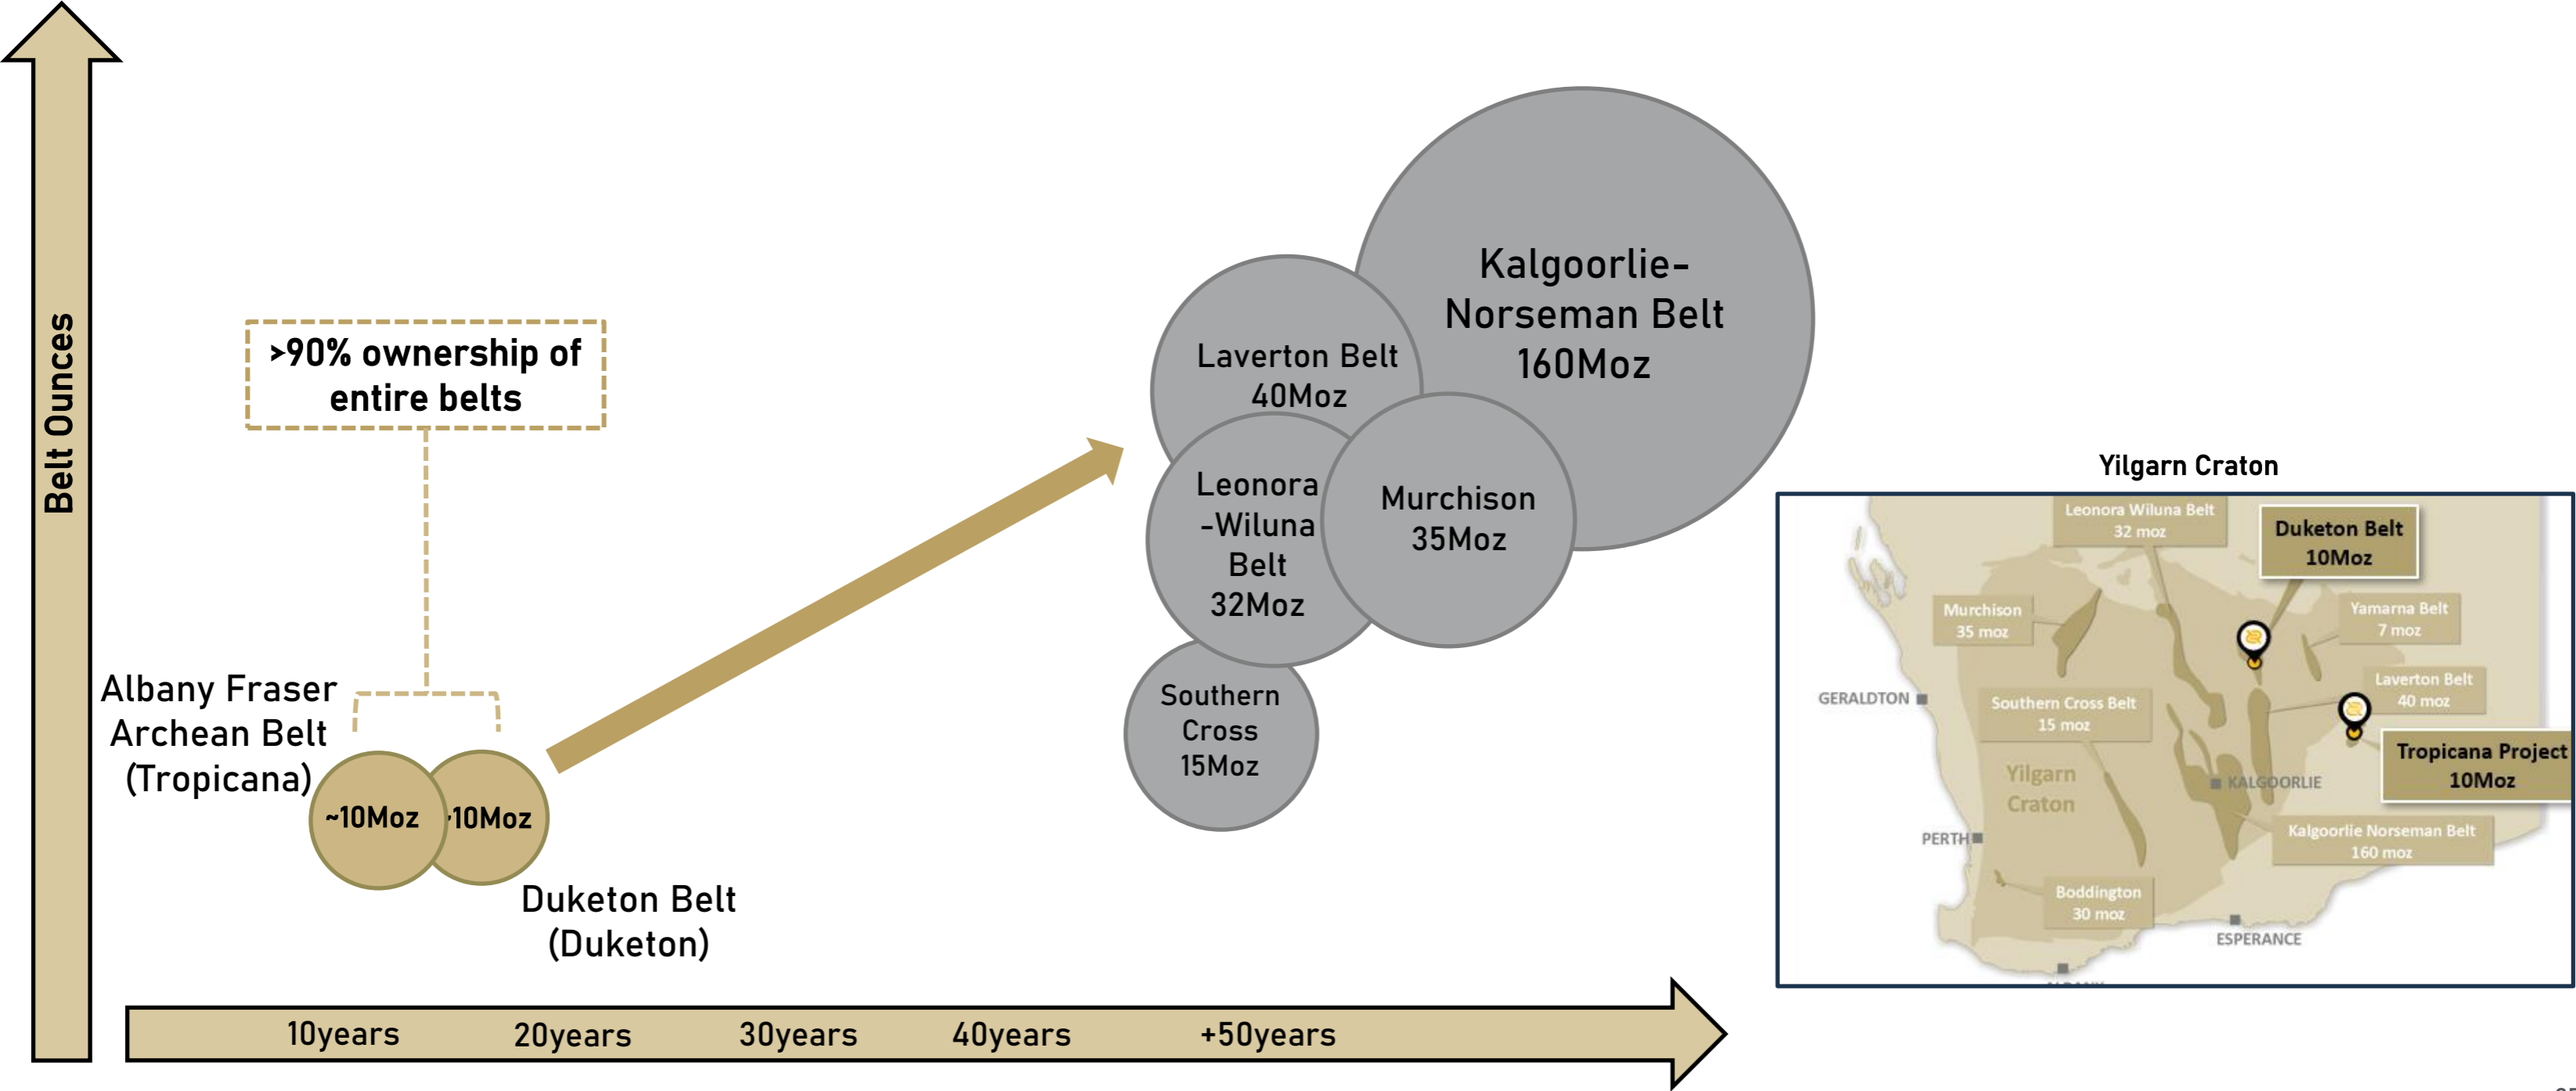 Belt Ounces
>90% ownership of
entire belts
Albany Fraser
Archean Belt
(Tropicana)
~10Moz
10Moz
Duketon Belt
(Duketon)
Kalgoorlie-
Norseman Belt
160Moz
Laverton Belt
40Moz
Leonora
-Wiluna
Belt
32Moz
Murchison
35Moz
Southern
Cross
15Moz
10years
20years
30years
40years
+50years
Yilgarn Craton
Leonora Wiluna Belt
32 moz
Duketon Belt
10Moz
Murchison
35 moz
Yamarna Belt
7 moz
GERALDTON
Southern Cross Belt
15 moz
Laverton Belt
40 moz
Tropicana Project
10Moz
Yilgarn
Craton
KALGOORLIE
PERTH
Kalgoorlie Norseman Belt
160 moz
Boddington
30 moz
ESPERANCE